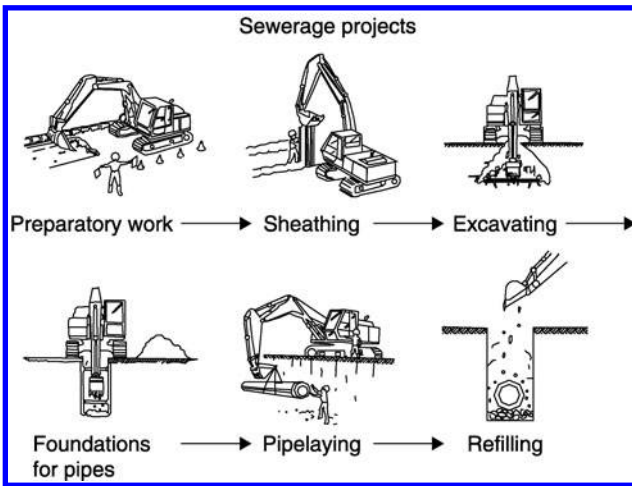 Sewerage projects
Preparatory work
Sheathing
Excavating
Foundations
for pipes
Pipelaying
Refilling